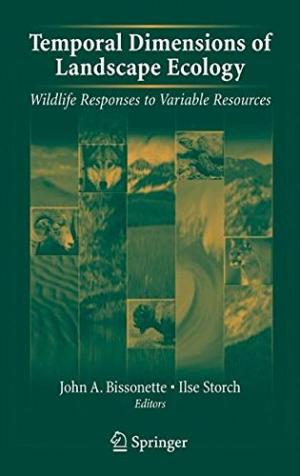 Temporal Dimensions of
Landscape Ecology
Wildlife Responses to Variable Resources
John A. Bissonette • Ilse Storch
Editors
Springer